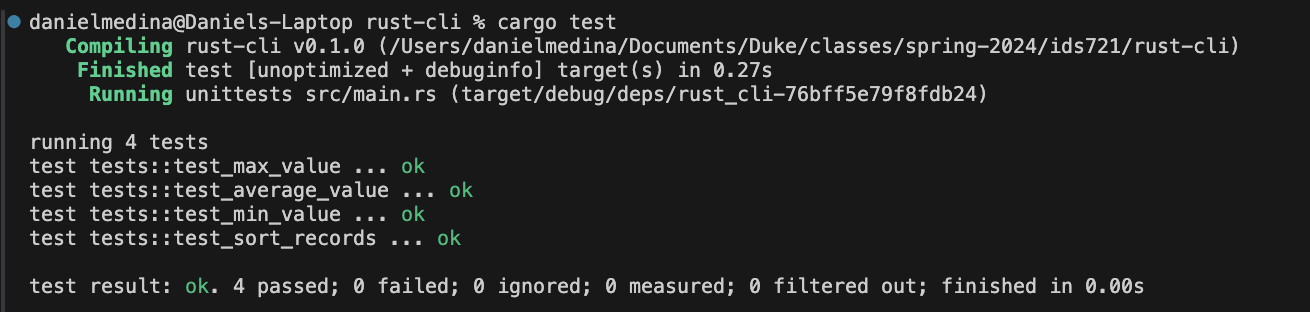 danielmedina@Daniels-Laptop rust-cli % cargo test
Compiling rust-cli v0.1.0 (/Users/danielmedina/Documents/Duke/classes/spring-2024/ids721/rust-cli)
Finished test [unoptimized + debuginfo] target(s) in 0.27s
Running unittests src/main.rs (target/debug/deps/rust_cli-76bff5e79f8fdb24)
running 4 tests
test tests::test_max_value ... ok
test tests::test_average_value ... ok
test tests::test_min_value ... ok
test tests::test_sort_records ... ok
test result: ok. 4 passed; 0 failed; 0 ignored; 0 measured; 0 filtered out; finished in 0.00s